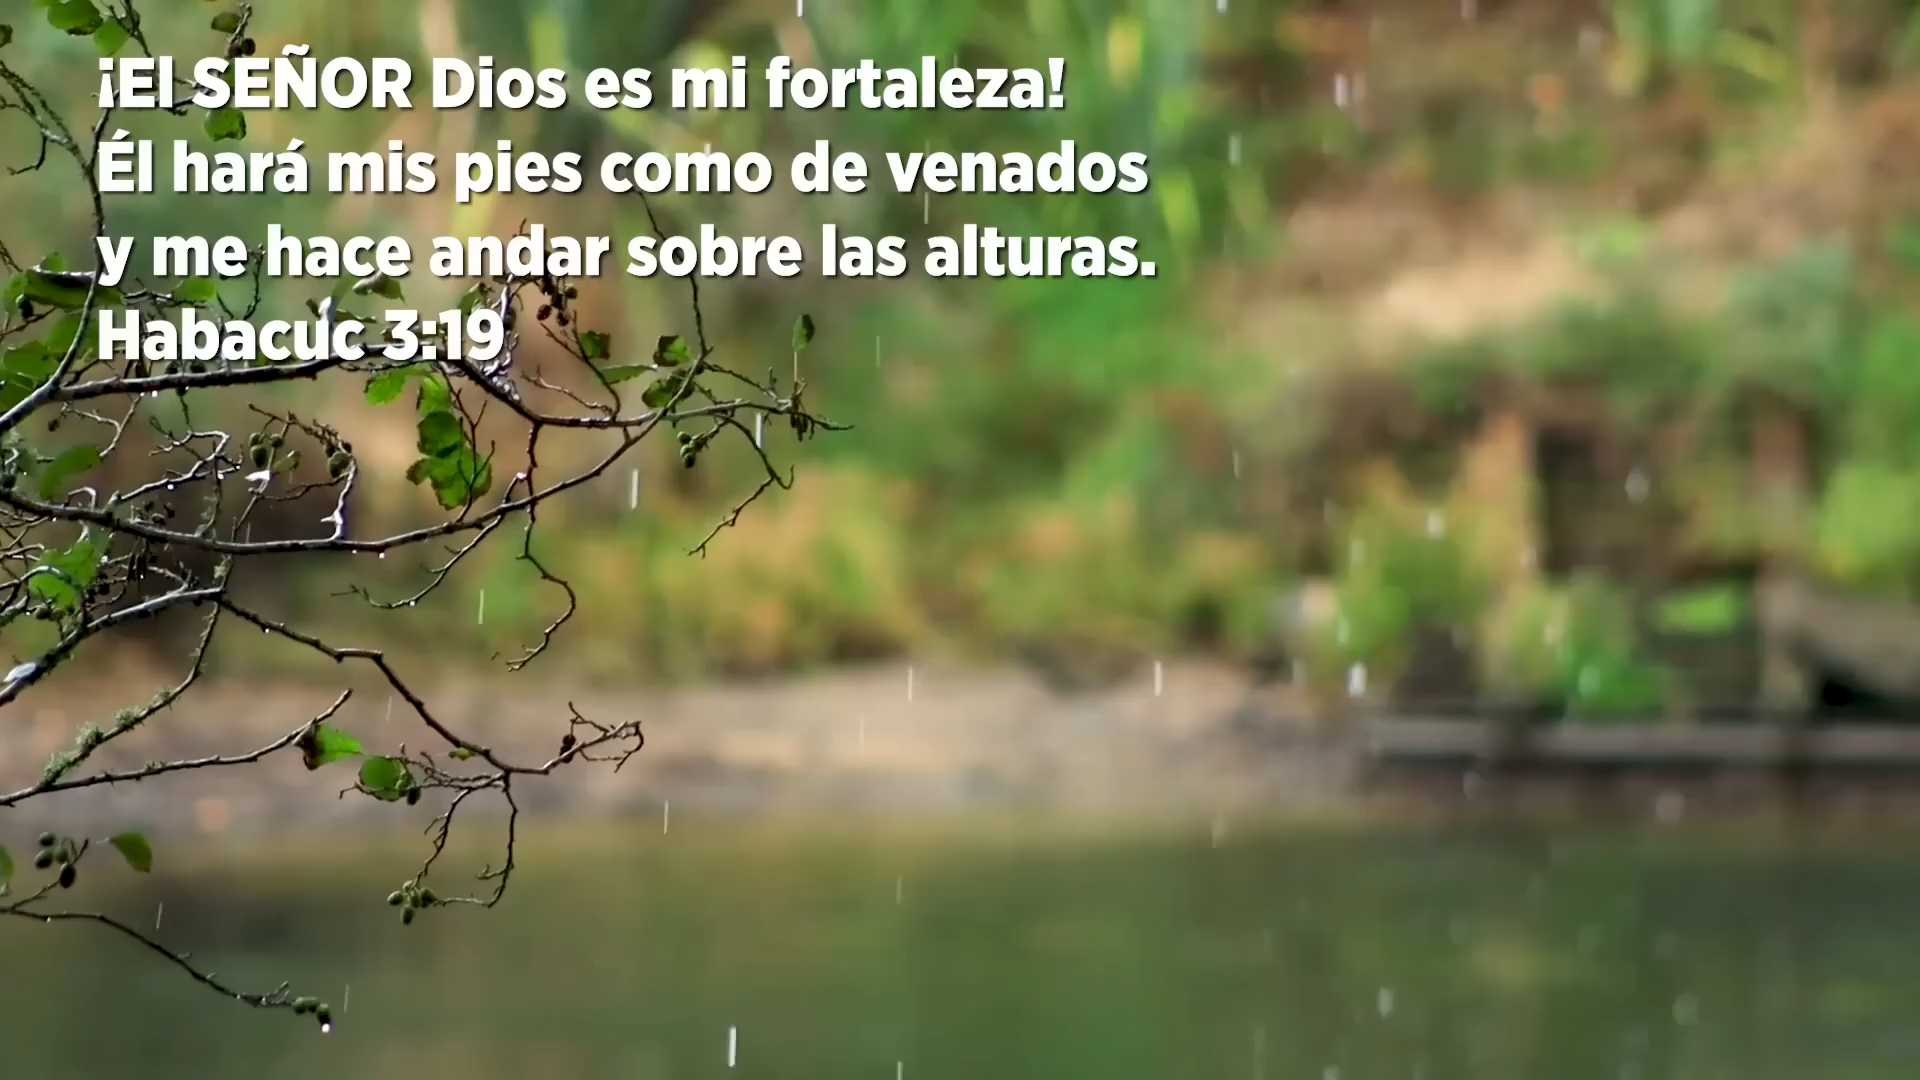 ¡El SEÑOR Dios es mi fortaleza!
Él hará mis pies como de venados
y me hace andar sobre las alturas.
Habacuc 3:19